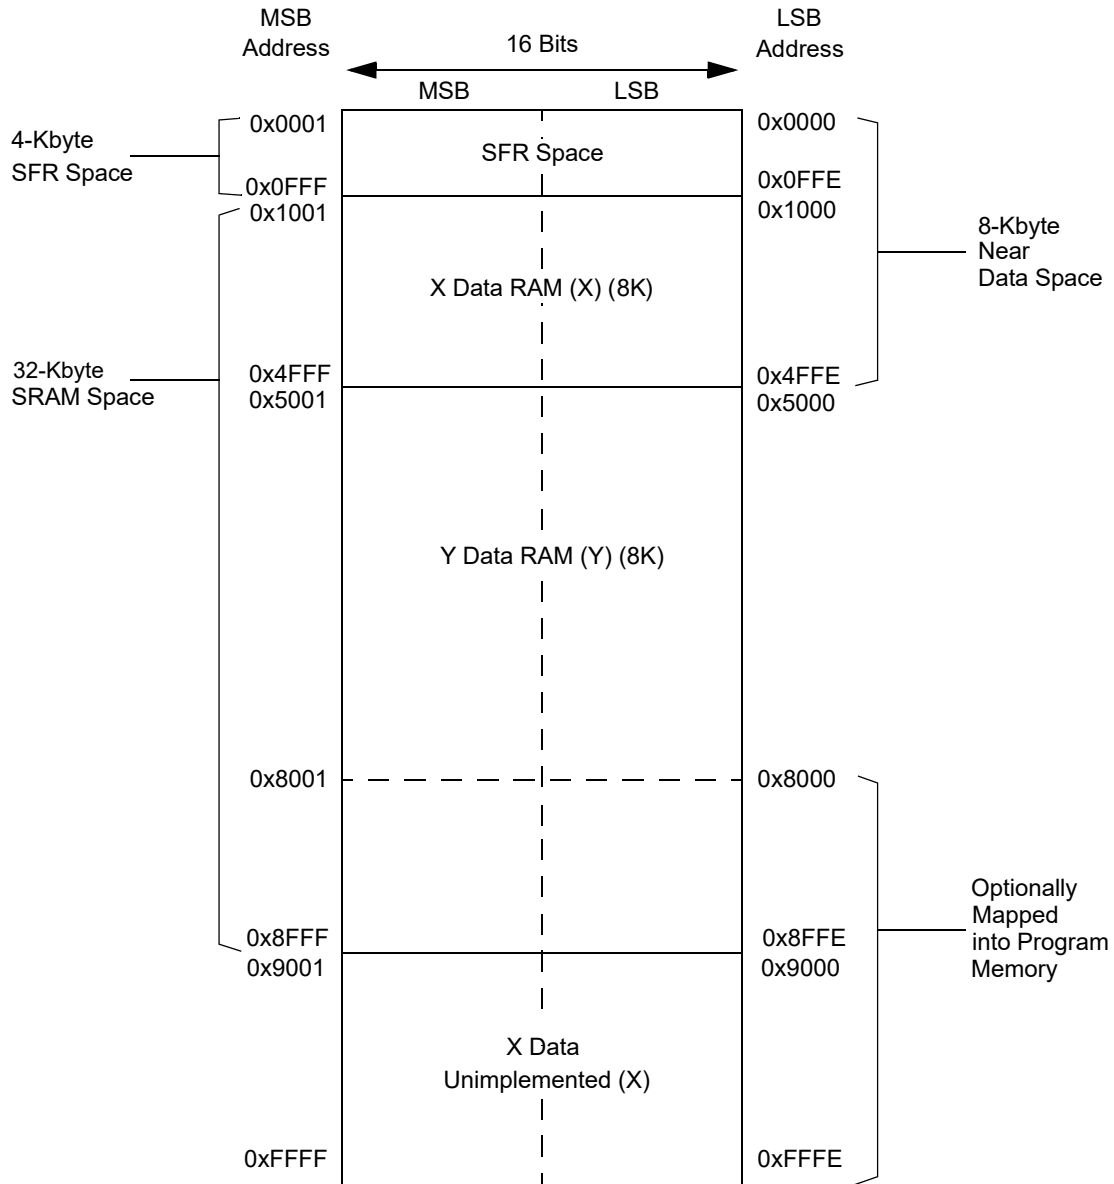 MSB
Address
16 Bits
LSB
Address
MSB
LSB
4-Kbyte
SFR Space
0x0001
0x0000
SFR Space
0x0FFF
0x0FFE
0x1001
0x1000
8-Kbyte
Near
Data Space
X Data RAM (X) (8K)
32-Kbyte
SRAM Space
0x4FFF
0x4FFE
0x5001
0x5000
Y Data RAM (Y) (8K)
0x8001
0x8000
Optionally
Mapped
into Program
Memory
0x8FFF
0x8FFE
0x9001
0x9000
X Data
Unimplemented (X)
0xFFFF
0xFFFE